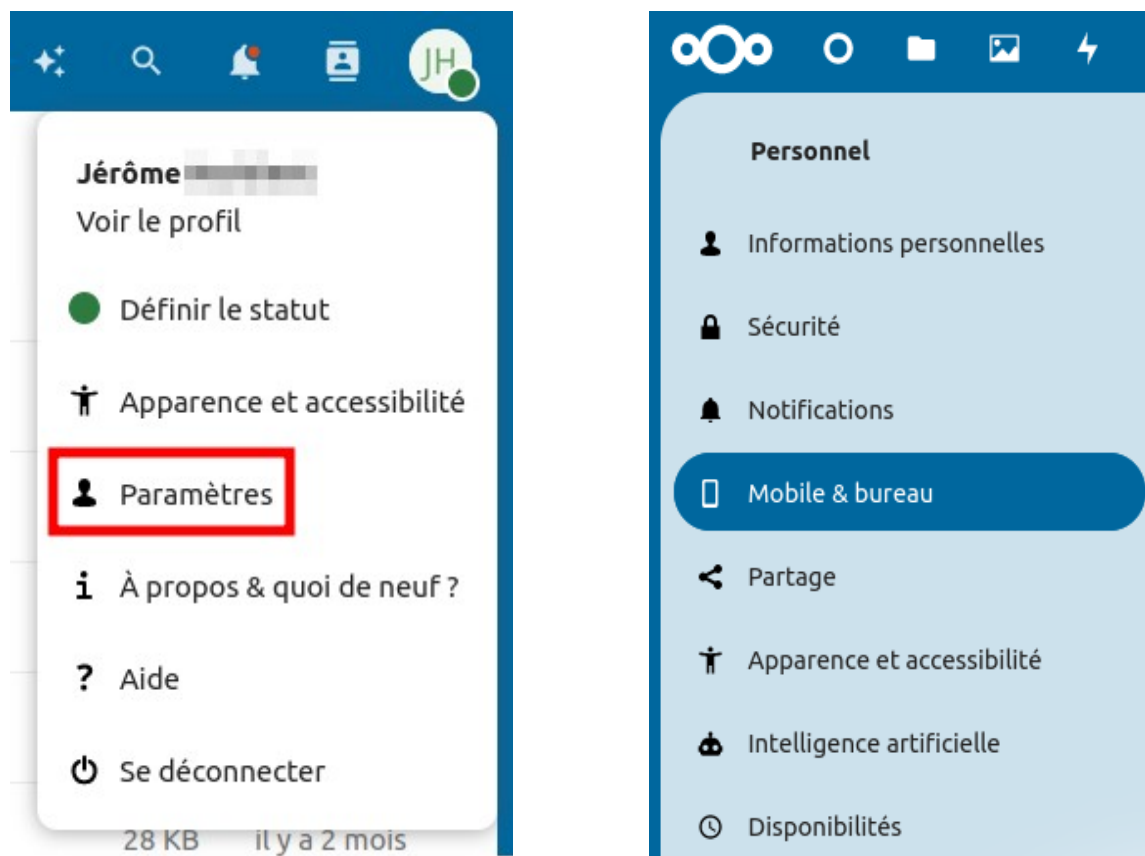 JH
Jérôme
Voir le profil
Définir le statut
Apparence et accessibilité
Paramètres
À propos & quoi de neuf ?
Aide
Se déconnecter
28 KB il y a 2 mois
Personnel
Informations personnelles
Sécurité
Notifications
Mobile & bureau
Partage
Apparence et accessibilité
Intelligence artificielle
Disponibilités